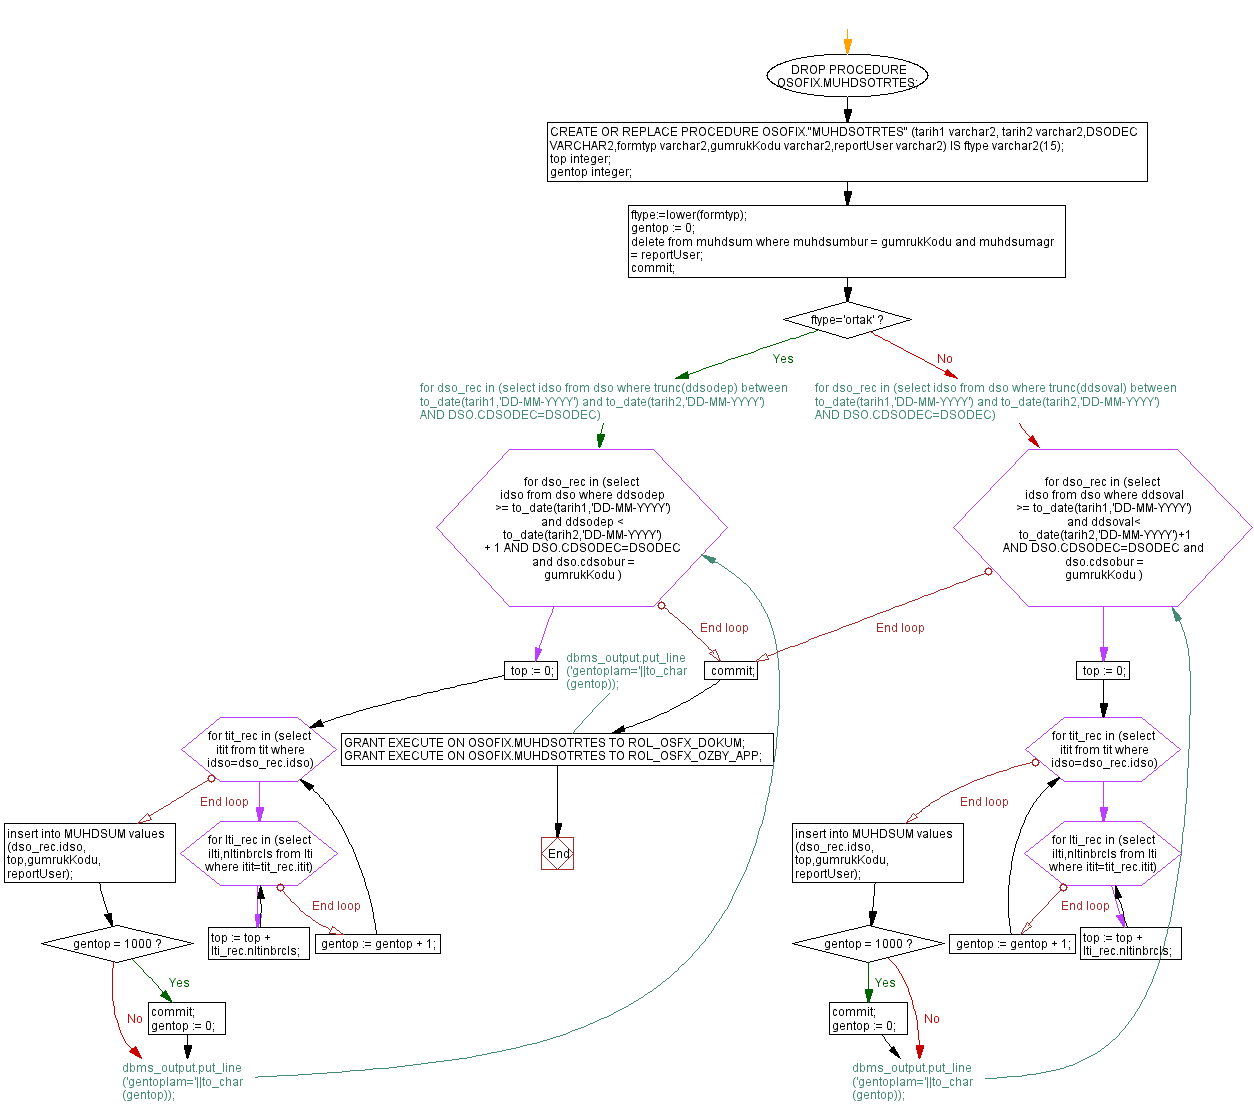 DROP PROCEDURE
OSOFIX.MUHDSOTRTES;
CREATE OR REPLACE PROCEDURE OSOFIX."MUHDSOTRTES" (tarih1 varchar2, tarih2 varchar2,DSODEC
VARCHAR2,formtyp varchar2,gumrukKodu varchar2,reportUser varchar2) IS ftype varchar2(15);
top integer;
gentop integer;
ftype:=lower(formtyp);
gentop := 0;
delete from muhdsum where muhdsumbur = gumrukKodu and muhdsumagr
= reportUser;
commit;
ftype='ortak' ?
Yes
No
for dso_rec in (select idso from dso where trunc(ddsodep) between
to_date(tarih1,'DD-MM-YYYY') and to_date(tarih2,'DD-MM-YYYY')
AND DSO.CDSODEC=DSODEC)
for dso_rec in (select idso from dso where trunc(ddsoval) between
to_date(tarih1,'DD-MM-YYYY') and to_date(tarih2,'DD-MM-YYYY')
AND DSO.CDSODEC=DSODEC)
for dso_rec in (select
idso from dso where ddsodep
>= to_date(tarih1,'DD-MM-YYYY')
and ddsodep <
to_date(tarih2,'DD-MM-YYYY')
+ 1 AND DSO.CDSODEC=DSODEC
and dso.cdsobur =
gumrukKodu )
for dso_rec in (select
idso from dso where ddsoval
>= to_date(tarih1,'DD-MM-YYYY')
and ddsoval<
to_date(tarih2,'DD-MM-YYYY')+1
AND DSO.CDSODEC=DSODEC and
dso.cdsobur =
gumrukKodu )
End loop
End loop
top := 0;
dbms_output.put_line
('gentoplam='||to_char
(gentop));
commit;
top := 0;
for tit_rec in (select
itit from tit where
idso=dso_rec.idso)
GRANT EXECUTE ON OSOFIX.MUHDSOTRTES TO ROL_OSFX_DOKUM;
GRANT EXECUTE ON OSOFIX.MUHDSOTRTES TO ROL_OSFX_OZBY_APP;
for tit_rec in (select
itit from tit where
idso=dso_rec.idso)
End loop
End loop
insert into MUHDSUM values
(dso_rec.idso,
top,gumrukKodu,
reportUser);
for lti_rec in (select
ilti,nltinbrcls from lti
where itit=tit_rec.itit)
End
insert into MUHDSUM values
(dso_rec.idso,
top,gumrukKodu,
reportUser);
for lti_rec in (select
ilti,nltinbrcls from lti
where itit=tit_rec.itit)
End loop
End loop
gentop = 1000 ?
top := top +
lti_rec.nltinbrcls;
gentop := gentop + 1;
gentop = 1000 ?
gentop := gentop + 1;
top := top +
lti_rec.nltinbrcls;
Yes
Yes
No
commit;
gentop := 0;
commit;
gentop := 0;
No
dbms_output.put_line
('gentoplam='||to_char
(gentop));
dbms_output.put_line
('gentoplam='||to_char
(gentop));